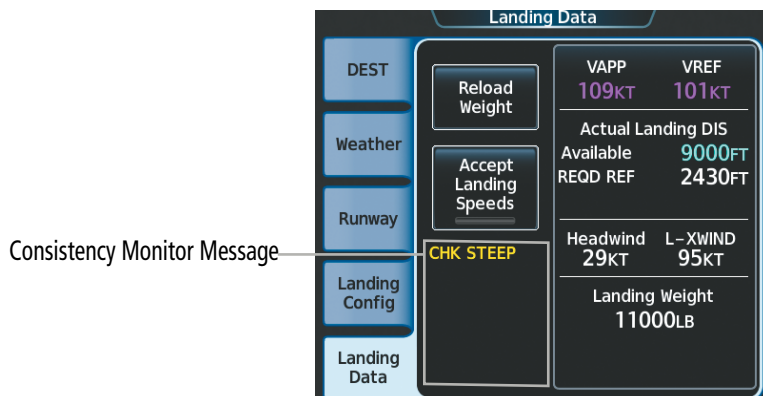 Landing Data
DEST
Weather
Runway
Landing
Config
Landing
Data
Reload
Weight
Accept
Landing
Speeds
Consistency Monitor Message
CHK STEEP
VAPP VREF
109KT 101KT
Actual Landing DIS
Available 9000FT
REQD REF 2430FT
Headwind L-XWIND
29KT 95KT
Landing Weight
11000LB